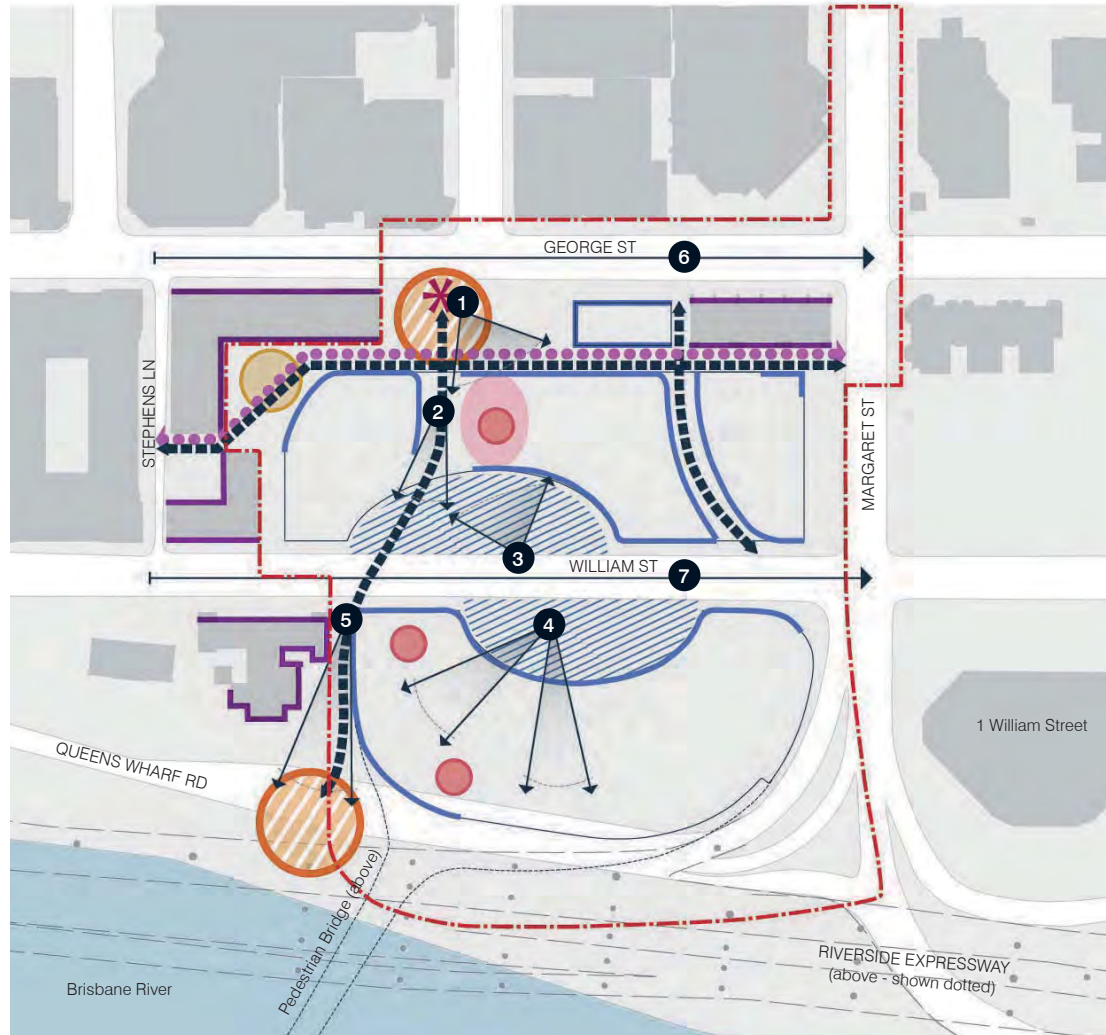 GEORGE ST
6
1
STEPHENS LN
2
MARGARET ST
3
WILLIAM ST
7
5
4
1 William Street
QUEENS WHARF RD
Pedestrian Bridge (above)
RIVERSIDE EXPRESSWAY
(above - shown dotted)
Brisbane River